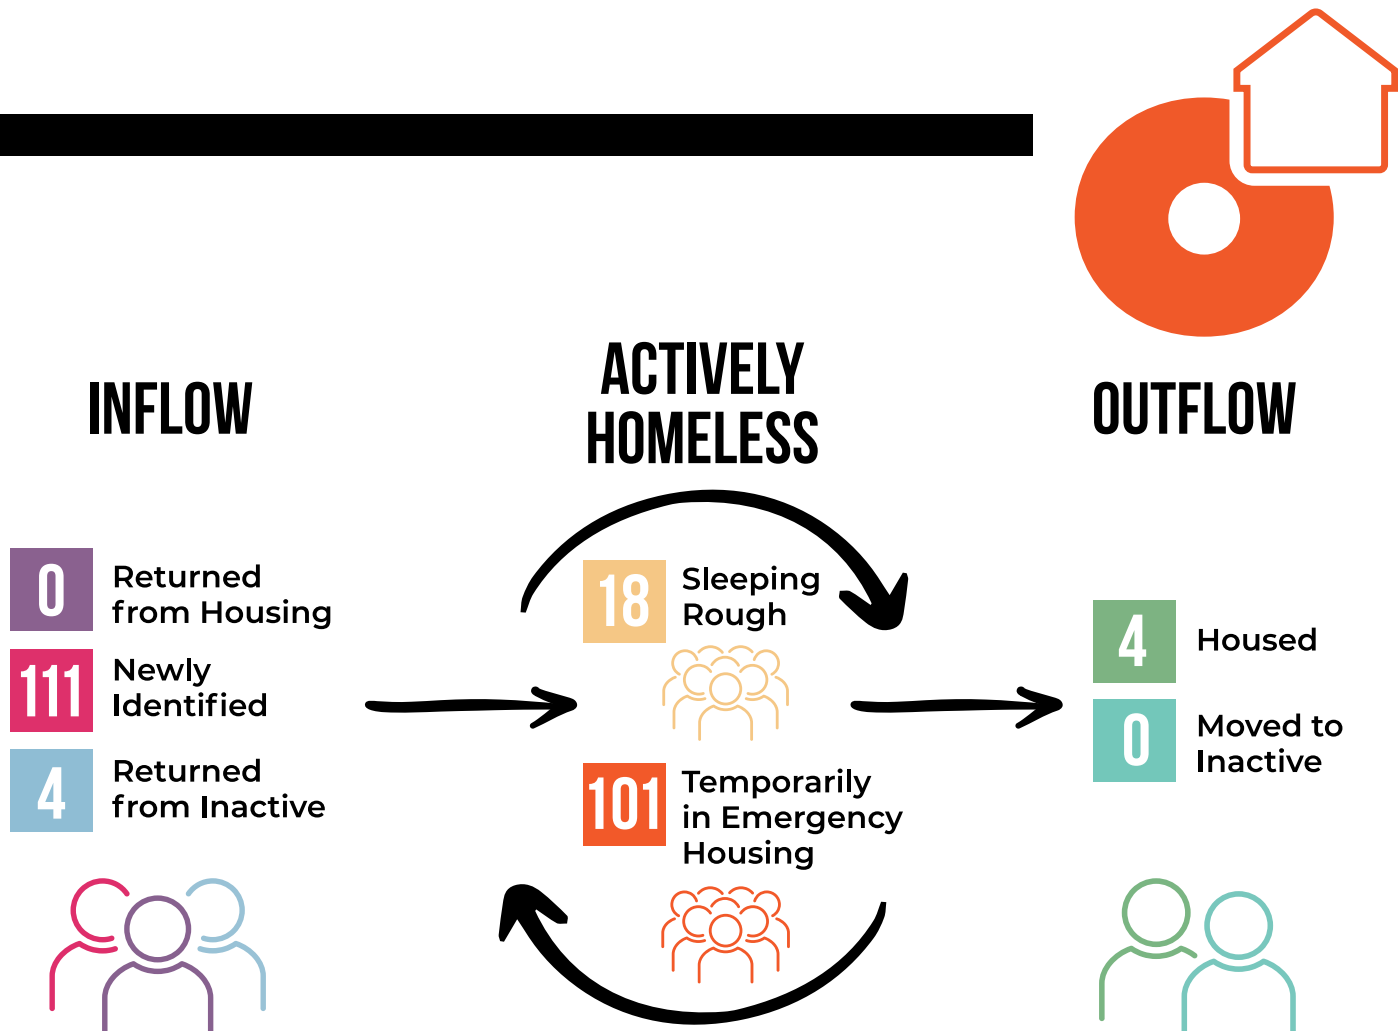 INFLOW
0
Returned
from Housing
111
Newly
Identified
4
Returned
from Inactive
ACTIVELY
HOMELESS
18
Sleeping
Rough
101
Temporarily
in Emergency
Housing
OUTFLOW
4
Housed
0
Moved to
Inactive